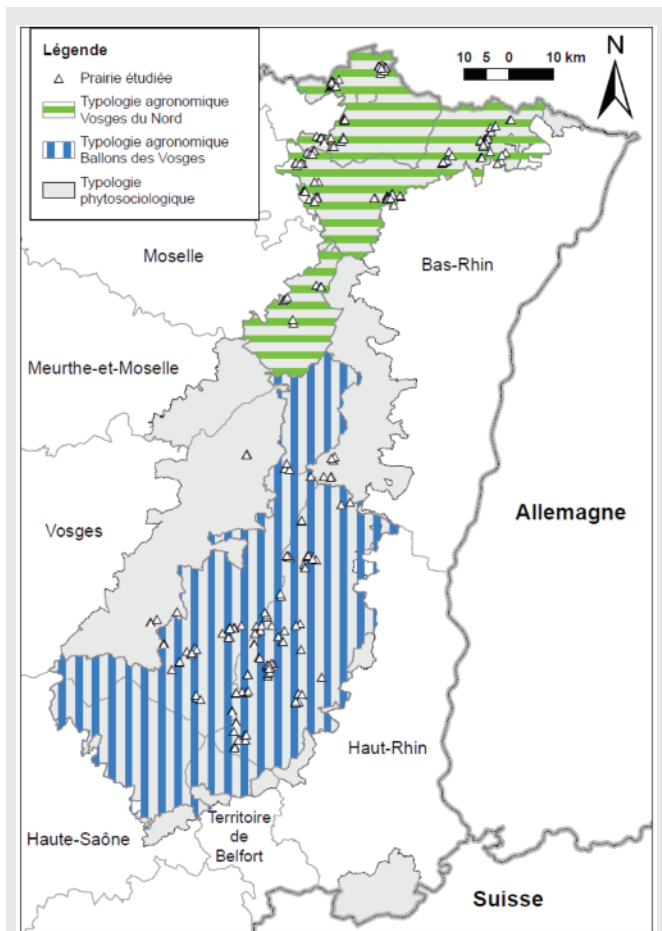 Légende
Prairie étudiée
Typologie agronomique
Vosges du Nord
Typologie agronomique
Ballons des Vosges
Typologie
phytosociologique
10 5 0 10 km
N
Moselle
Bas-Rhin
Meurthe-et-Moselle
Vosges
Allemagne
Haut-Rhin
Haute-Saône
Territoire
de
Belfort
Suisse